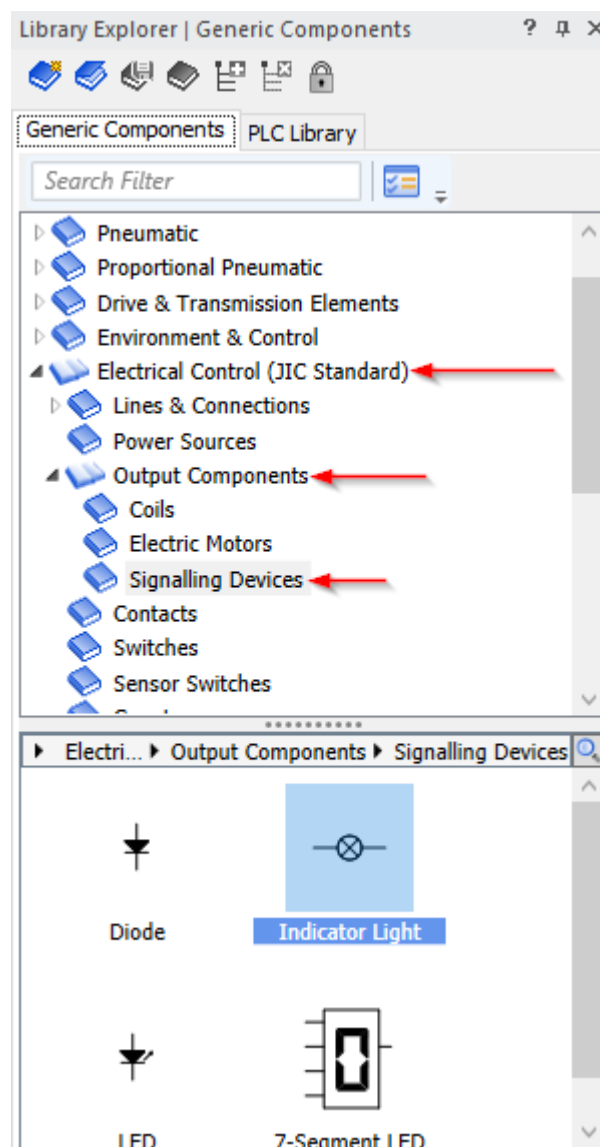 Library Explorer | Generic Components
Generic Components PLC Library
Search Filter
Pneumatic
Proportional Pneumatic
Drive & Transmission Elements
Environment & Control
Electrical Control (JIC Standard)
Lines & Connections
Power Sources
Output Components
Coils
Electric Motors
Signalling Devices
Contacts
Switches
Sensor Switches
Electri... Output Components Signalling Devices
Diode Indicator Light
LED 7-Segment LED